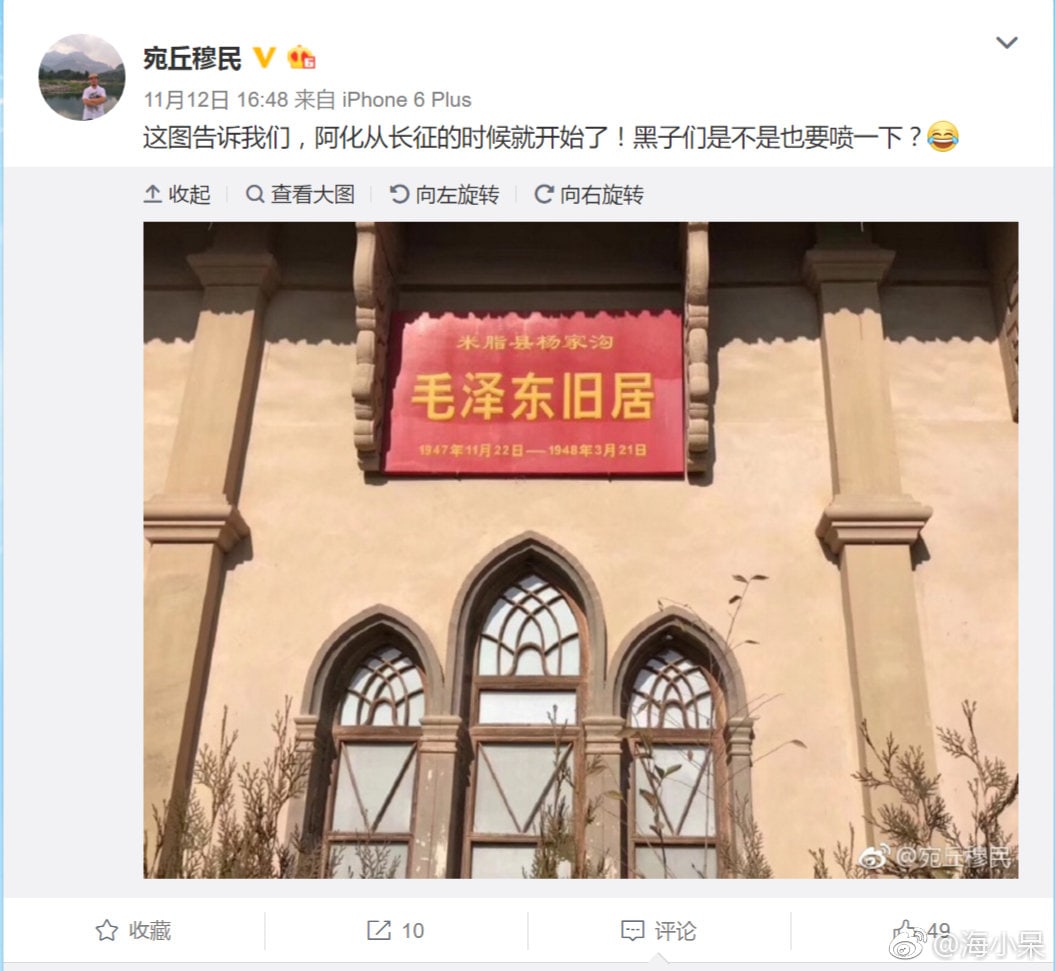 宛丘穆民
11月12日 16:48 来自 iPhone 6 Plus
这图告诉我们，阿化从长征的时候就开始了！黑子们是不是也要喷一下？😂
收起 查看大图 向左旋转 向右旋转
米脂县杨家沟
毛泽东旧居
1947年11月22日——1948年3月21日
@宛丘穆民
收藏 10 评论 49
@海小呆